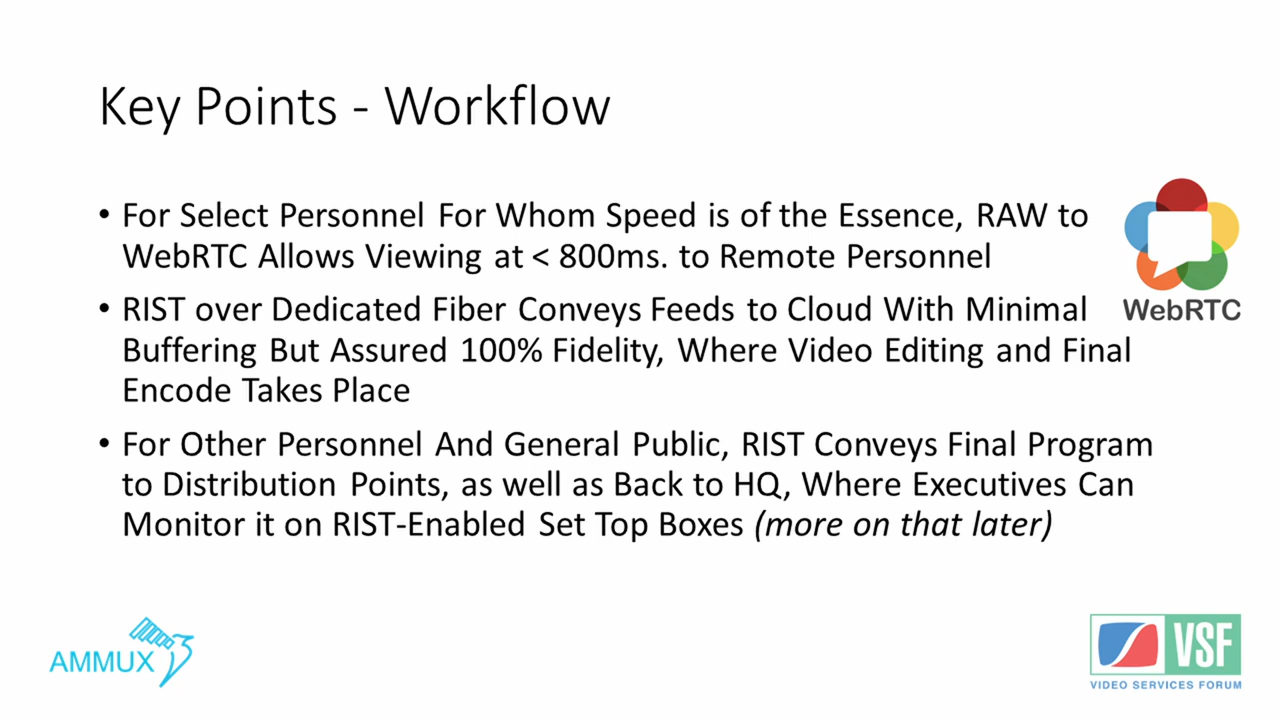 Key Points - Workflow
• For Select Personnel For Whom Speed is of the Essence, RAW to
WebRTC Allows Viewing at < 800ms. to Remote Personnel
• RIST over Dedicated Fiber Conveys Feeds to Cloud With Minimal
Buffering But Assured 100% Fidelity, Where Video Editing and Final
Encode Takes Place
• For Other Personnel And General Public, RIST Conveys Final Program
to Distribution Points, as well as Back to HQ, Where Executives Can
Monitor it on RIST-Enabled Set Top Boxes (more on that later)
WebRTC
AMMUX
VSF
VIDEO SERVICES FORUM